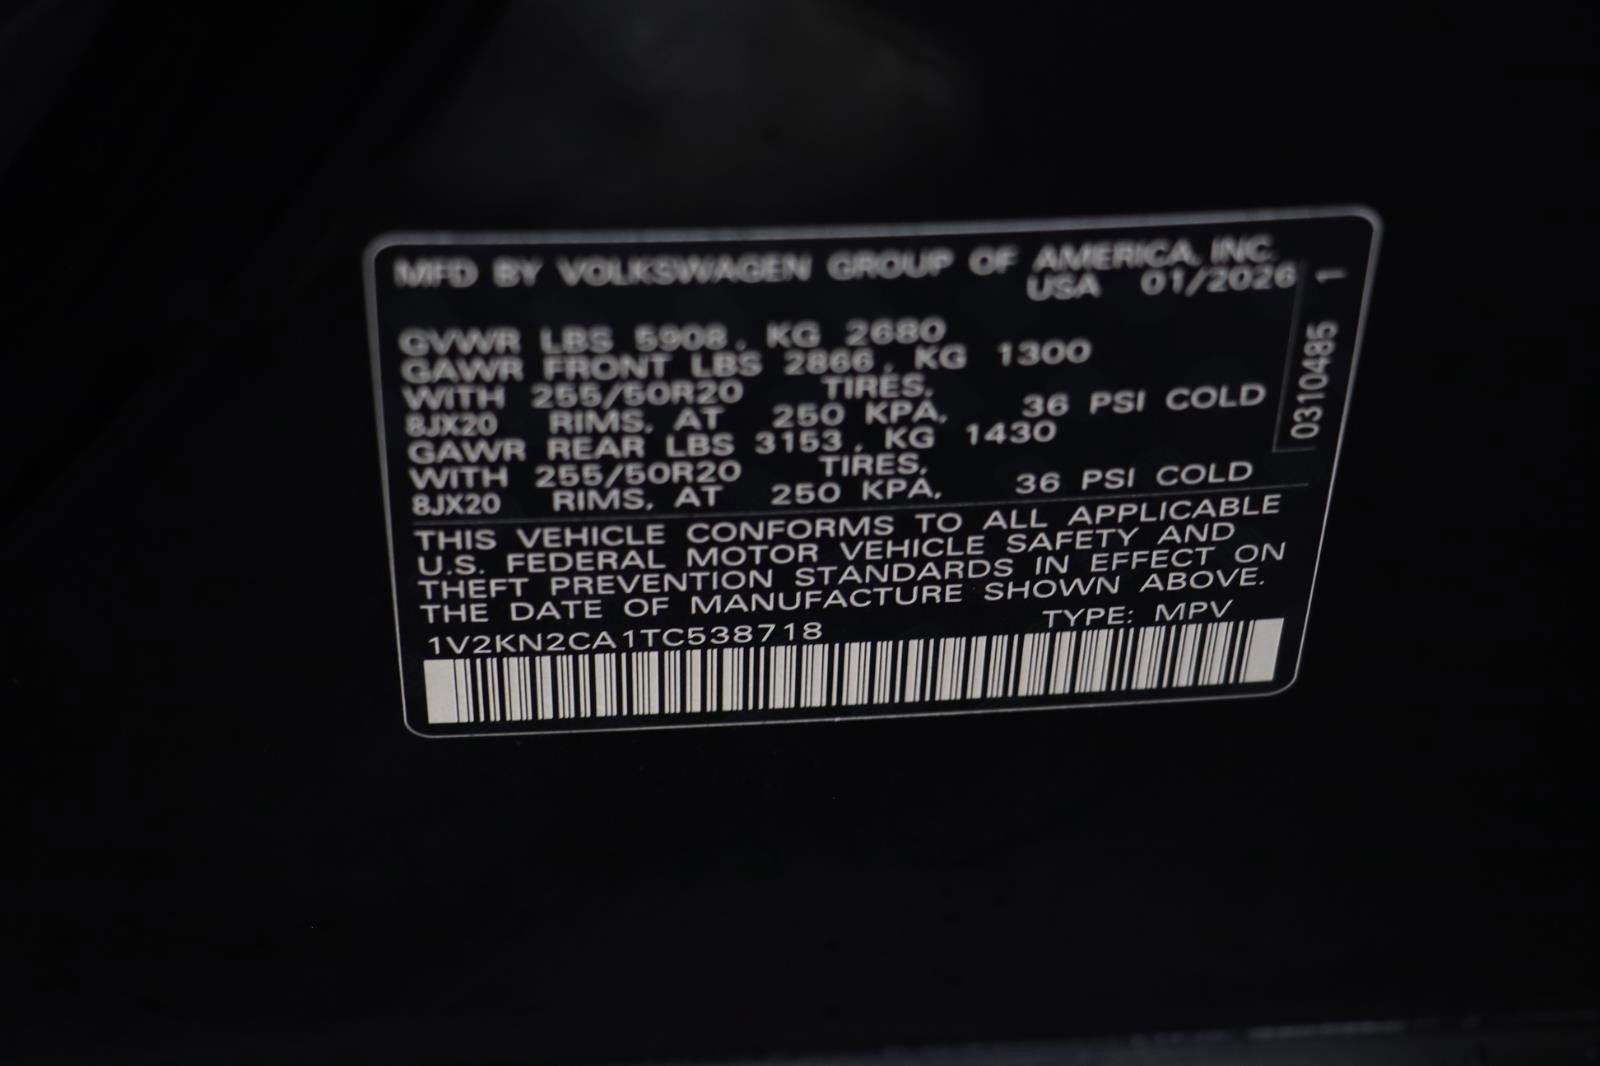 MFD BY VOLKSWAGEN GROUP OF AMERICA, INC.
USA 01/2026
GVWR LBS 5908, KG 2680
GAWR FRONT LBS 2866, KG 1300
WITH 255/50R20 TIRES,
8JX20 RIMS, AT 250 KPA, 36 PSI COLD
GAWR REAR LBS 3153, KG 1430
WITH 255/50R20 TIRES,
8JX20 RIMS, AT 250 KPA, 36 PSI COLD
THIS VEHICLE CONFORMS TO ALL APPLICABLE
U.S. FEDERAL MOTOR VEHICLE SAFETY AND
THEFT PREVENTION STANDARDS IN EFFECT ON
THE DATE OF MANUFACTURE SHOWN ABOVE.
1V2KN2CA1TC538718 TYPE: MPV
0310485 1